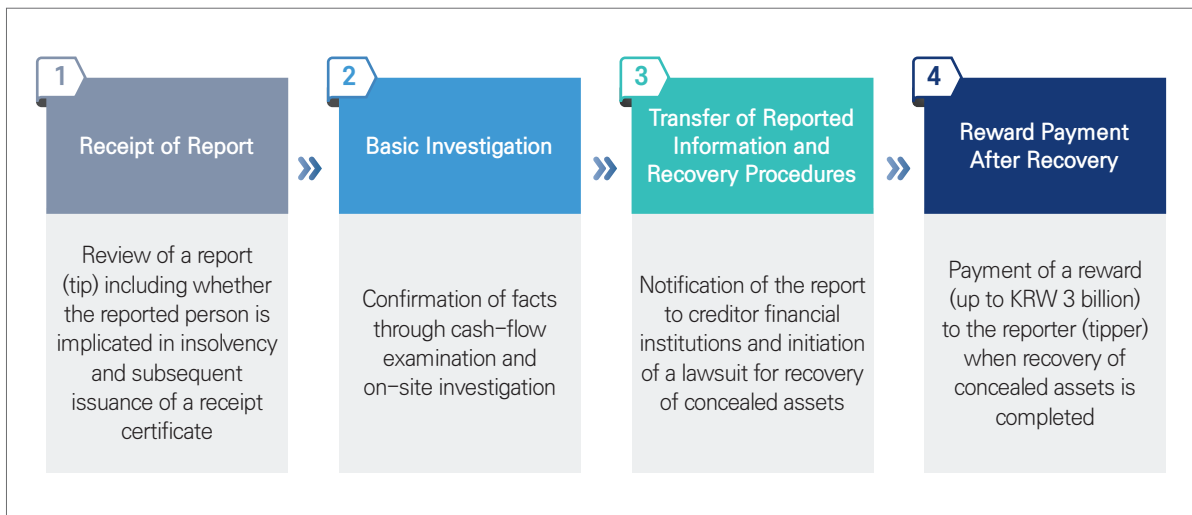 1
Receipt of Report
Review of a report
(tip) including whether
the reported person is
implicated in insolvency
and subsequent
issuance of a receipt
certificate
2
Basic Investigation
Confirmation of facts
through cash-flow
examination and
on-site investigation
3
Transfer of Reported
Information and
Recovery Procedures
Notification of the report
to creditor financial
institutions and initiation
of a lawsuit for recovery
of concealed assets
4
Reward Payment
After Recovery
Payment of a reward
(up to KRW 3 billion)
to the reporter (tipper)
when recovery of
concealed assets is
completed